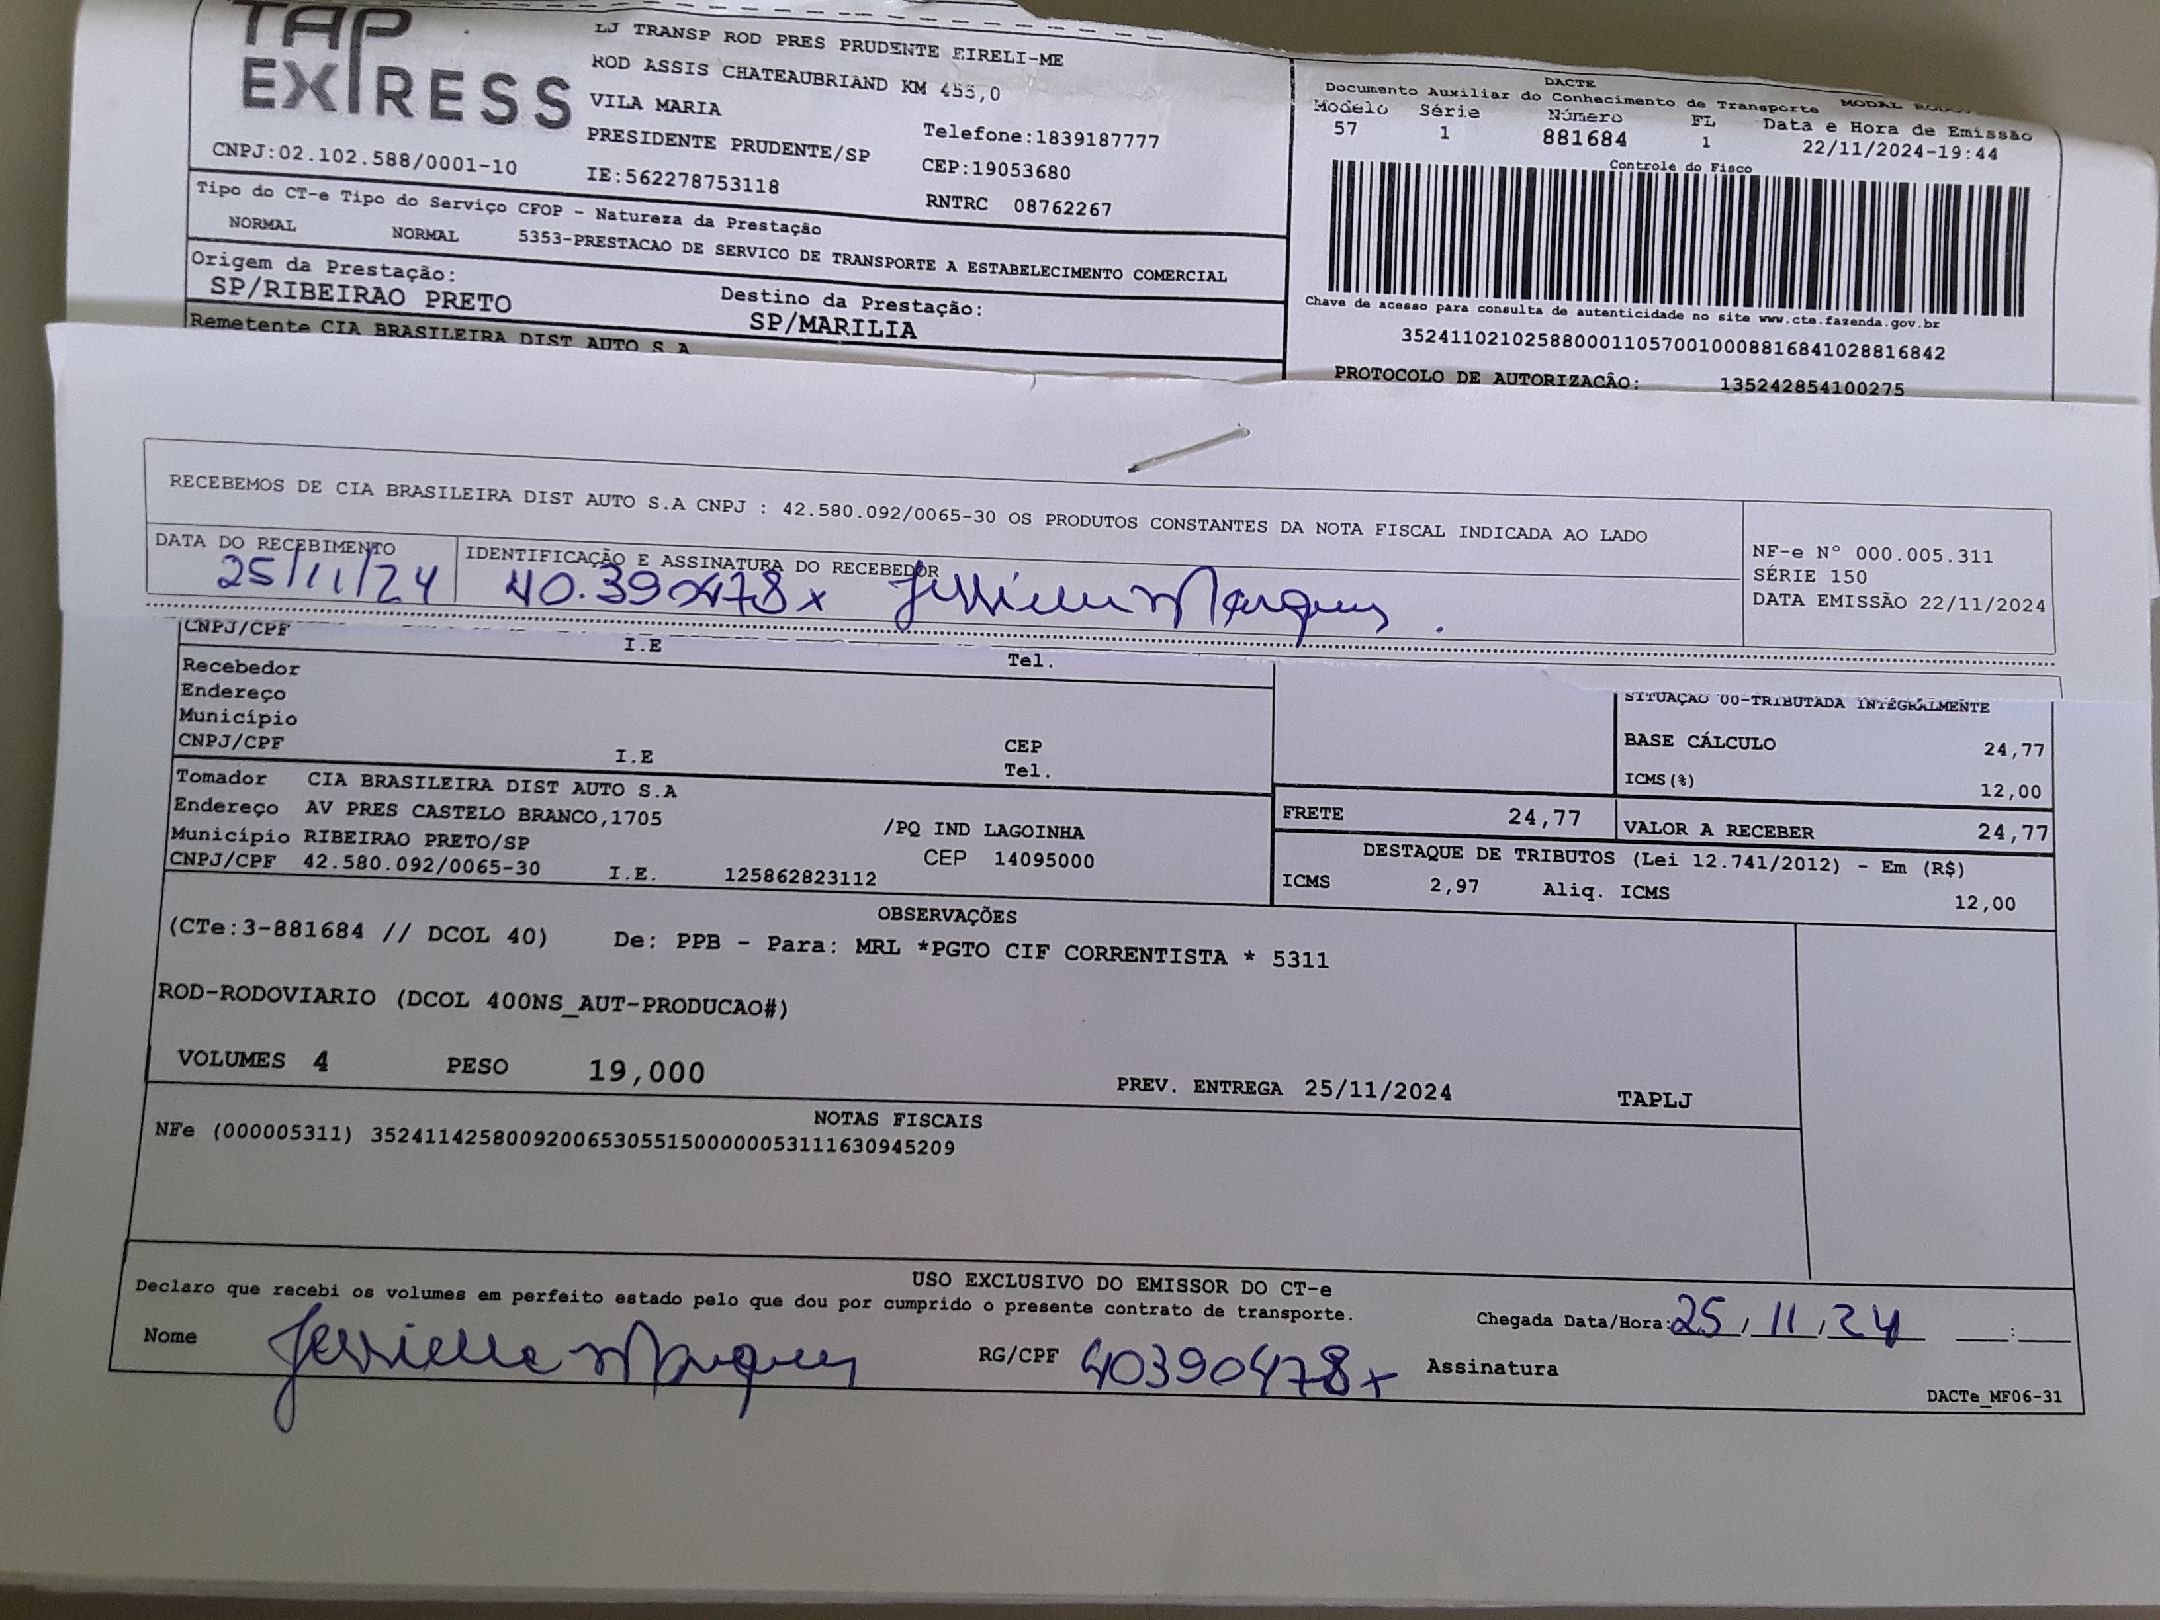 TAP
EXPRESS
CNPJ:02.102.588/0001-10
LJ TRANSP ROD PRES PRUDENTE EIRELI-ME
ROD ASSIS CHATEAUBRIAND KM 455,0
VILA MARIA
PRESIDENTE PRUDENTE/SP
IE:562278753118
Telefone:1839187777
CEP:19053680
RNTRC 08762267
DACTE
Documento Auxiliar do Conhecimento de Transporte MODAL
Modelo Série Número FL Data e Hora de Emissão
57 1 881684 1 22/11/2024-19:44
Controle do Fisco
Chave de acesso para consulta de autenticidade no site www.cte.fazenda.gov.br
35241102102588000110570010008816841028816842
PROTOCOLO DE AUTORIZACÃO: 135242854100275
Tipo do CT-e Tipo do Serviço CFOP - Natureza da Prestação
NORMAL NORMAL 5353-PRESTACAO DE SERVICO DE TRANSPORTE A ESTABELECIMENTO COMERCIAL
Origem da Prestação: Destino da Prestação:
SP/RIBEIRAO PRETO SP/MARILIA
Remetente CIA BRASILEIRA DIST AUTO S.A
RECEBEMOS DE CIA BRASILEIRA DIST AUTO S.A CNPJ : 42.580.092/0065-30 OS PRODUTOS CONSTANTES DA NOTA FISCAL INDICADA AO LADO
DATA DO RECEBIMENTO IDENTIFICAÇÃO E ASSINATURA DO RECEBEDOR
25/11/24 40.390478x Jessielle Marques
NF-e N° 000.005.311
SÉRIE 150
DATA EMISSÃO 22/11/2024
CNPJ/CPF I.E Tel.
Recebedor
Endereço
Município CEP
CNPJ/CPF I.E Tel.
Tomador CIA BRASILEIRA DIST AUTO S.A
Endereço AV PRES CASTELO BRANCO,1705 /PQ IND LAGOINHA
Município RIBEIRAO PRETO/SP CEP 14095000
CNPJ/CPF 42.580.092/0065-30 I.E. 125862823112
SITUAÇÃO 00-TRIBUTADA INTEGRALMENTE
BASE CÁLCULO 24,77
ICMS(%) 12,00
FRETE 24,77 VALOR A RECEBER 24,77
DESTAQUE DE TRIBUTOS (Lei 12.741/2012) - Em (R$)
ICMS 2,97 Aliq. ICMS 12,00
OBSERVAÇÕES
(CTe:3-881684 // DCOL 40) De: PPB - Para: MRL *PGTO CIF CORRENTISTA * 5311
ROD-RODOVIARIO (DCOL 400NS_AUT-PRODUCAO#)
VOLUMES 4 PESO 19,000 PREV. ENTREGA 25/11/2024 TAPLJ
NOTAS FISCAIS
NFe (000005311) 35241142580092006530551500000053111630945209
USO EXCLUSIVO DO EMISSOR DO CT-e
Declaro que recebi os volumes em perfeito estado pelo que dou por cumprido o presente contrato de transporte. Chegada Data/Hora: 25/11/24 __:__
Nome Jessielle Marques RG/CPF 40390478x Assinatura
DACTe_MF06-31